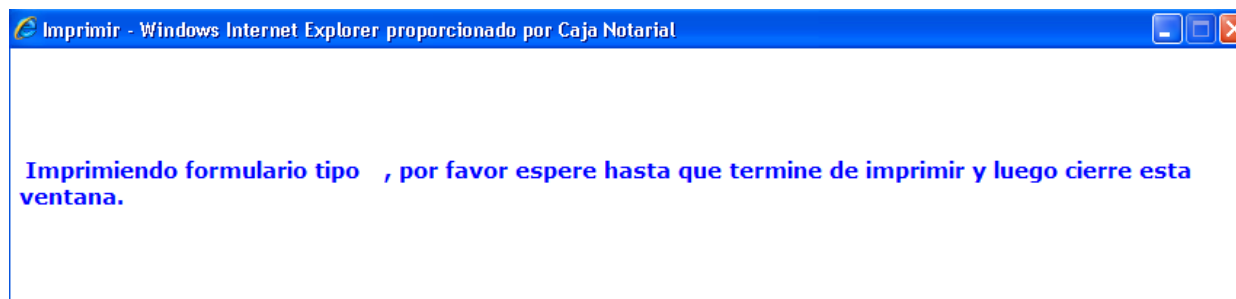 Imprimir - Windows Internet Explorer proporcionado por Caja Notarial
Imprimiendo formulario tipo , por favor espere hasta que termine de imprimir y luego cierre esta
ventana.